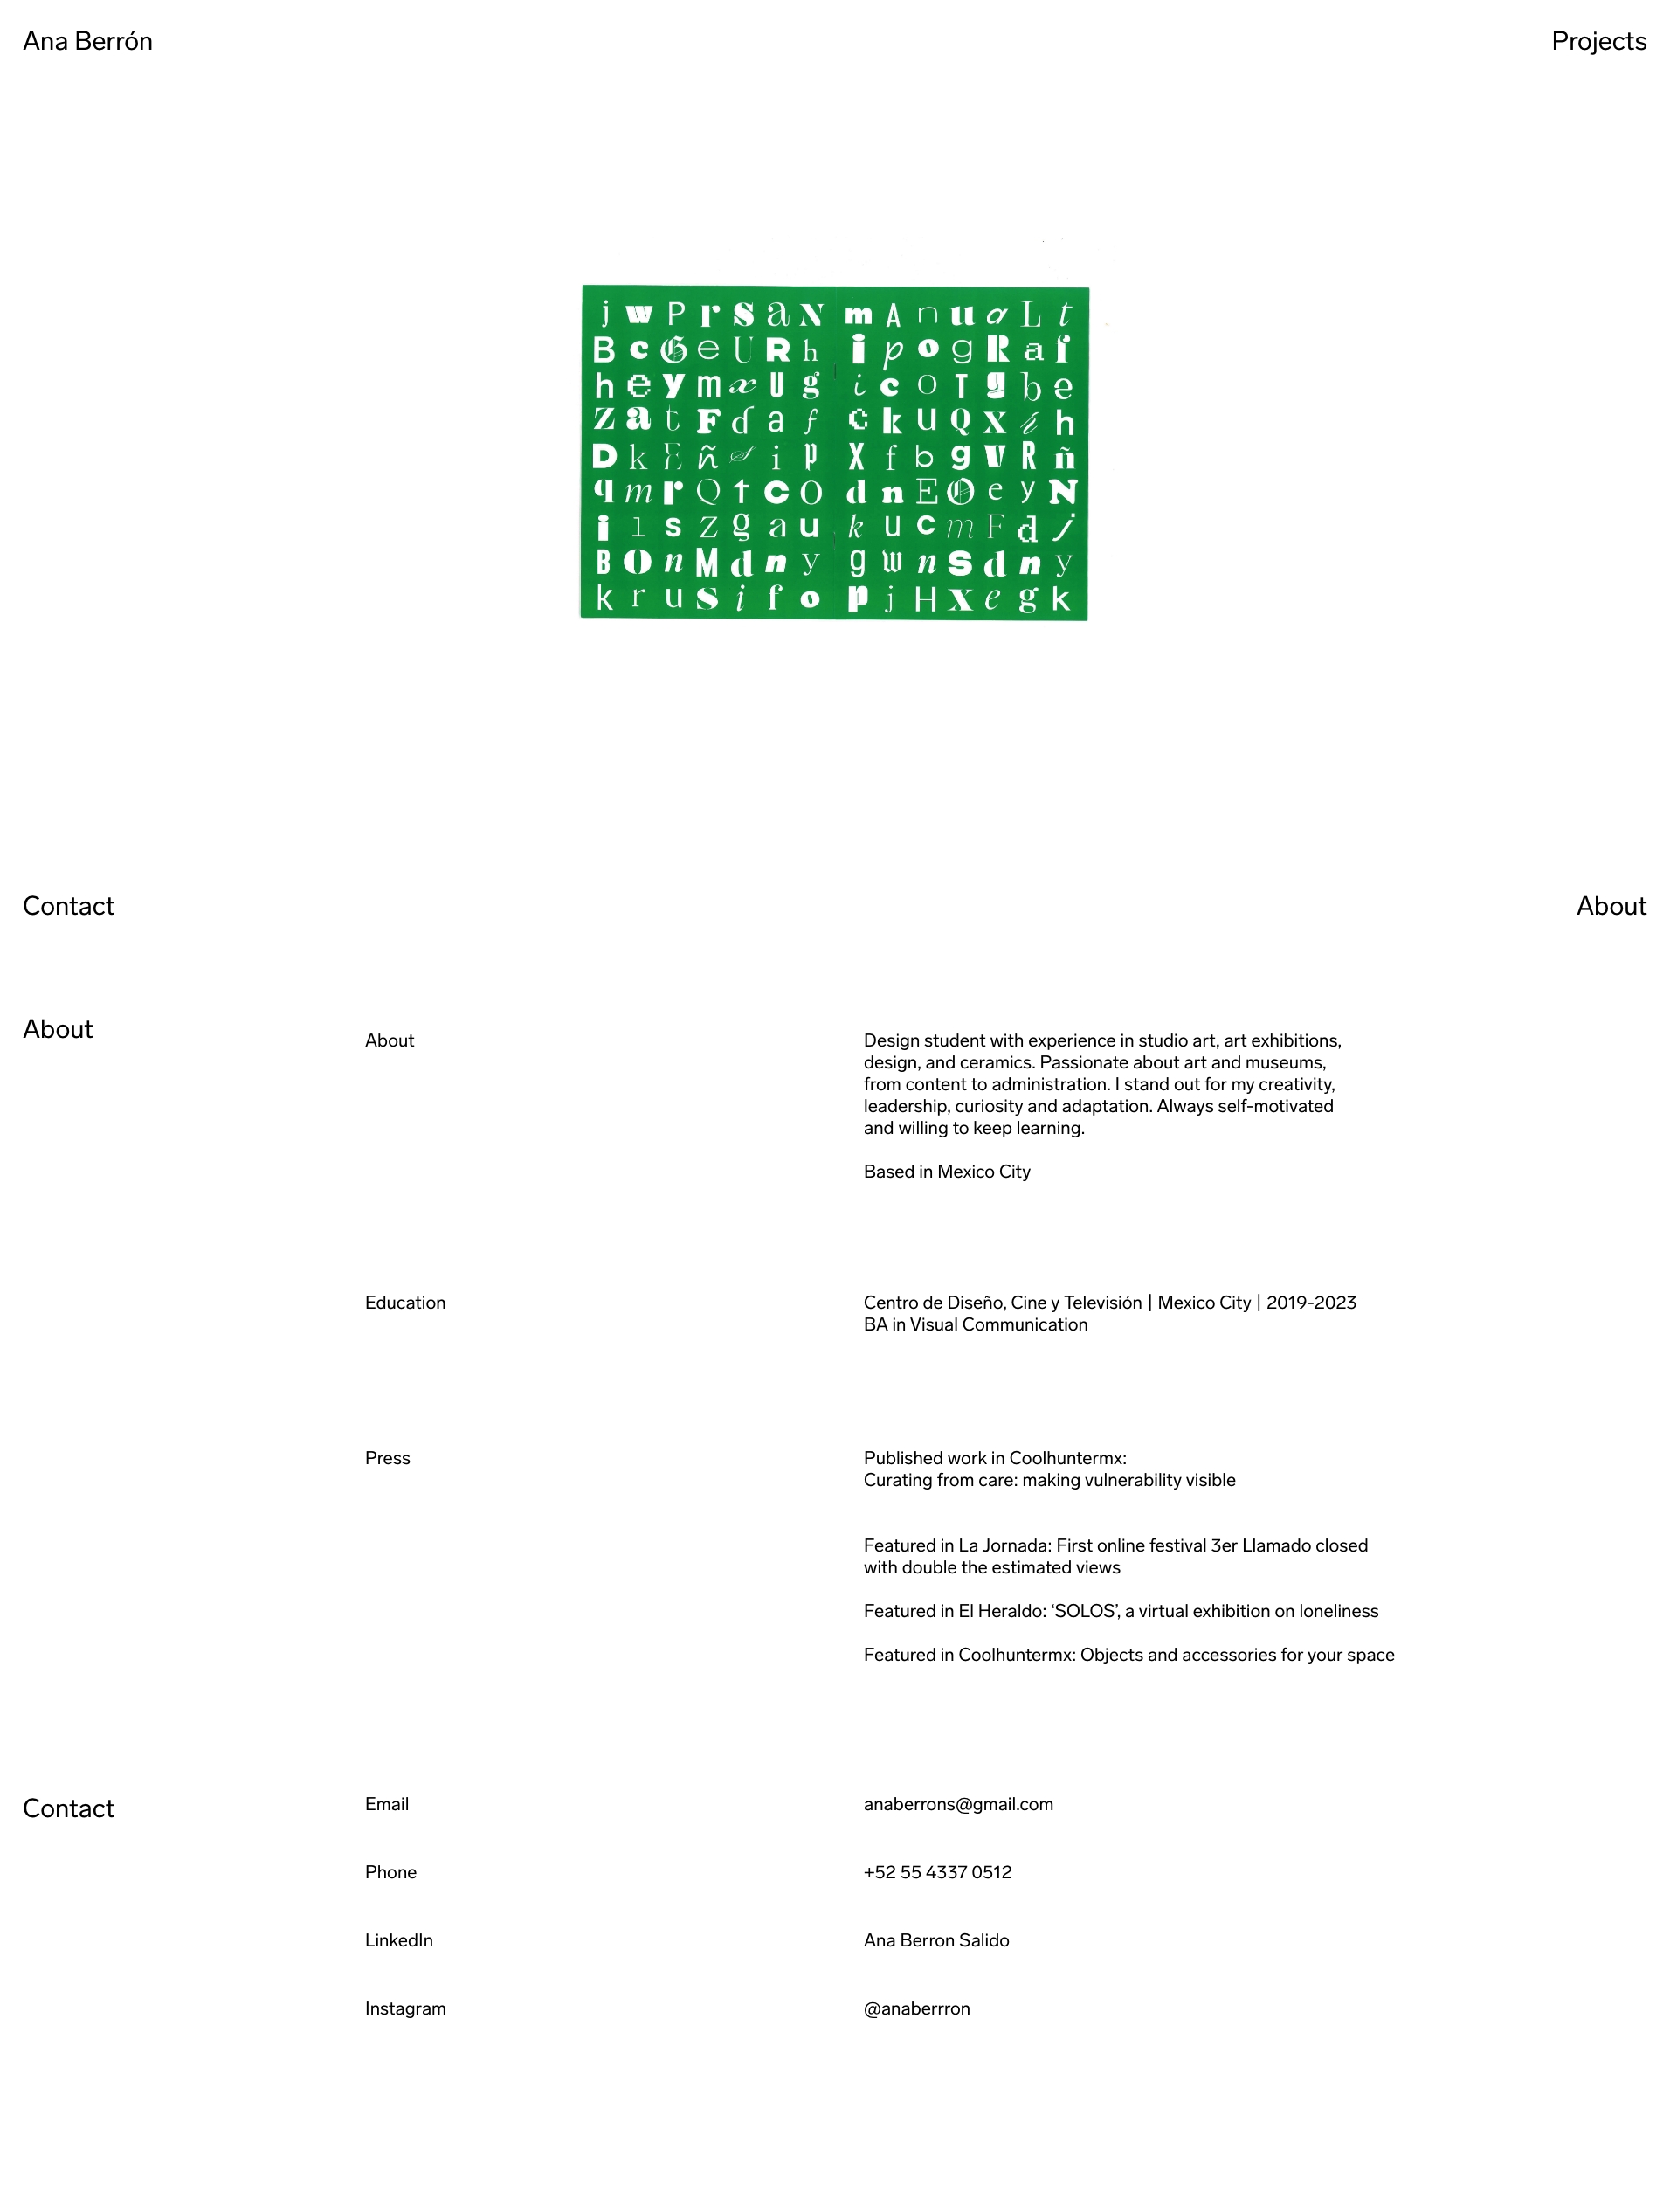 Ana Berrón
Projects
j w P r s a N m A n u a L t
B c G e U R h i p o g R a f
h e y m x U g i c o T g b e
z a t F d a f c k u Q x h
D k E ñ i p X f b g V R ñ
q m r Q t c O d n E O e y N
i l s z g a u k u c m F d j
B O n M d n y g w n S d n y
k r u S i f o p j H x e g k
Contact
About
About
About
Design student with experience in studio art, art exhibitions,
design, and ceramics. Passionate about art and museums,
from content to administration. I stand out for my creativity,
leadership, curiosity and adaptation. Always self-motivated
and willing to keep learning.
Based in Mexico City
Education
Centro de Diseño, Cine y Televisión | Mexico City | 2019-2023
BA in Visual Communication
Press
Published work in Coolhuntermx:
Curating from care: making vulnerability visible
Featured in La Jornada: First online festival 3er Llamado closed
with double the estimated views
Featured in El Heraldo: ‘SOLOS’, a virtual exhibition on loneliness
Featured in Coolhuntermx: Objects and accessories for your space
Contact
Email
anaberrons@gmail.com
Phone
+52 55 4337 0512
LinkedIn
Ana Berron Salido
Instagram
@anaberrron